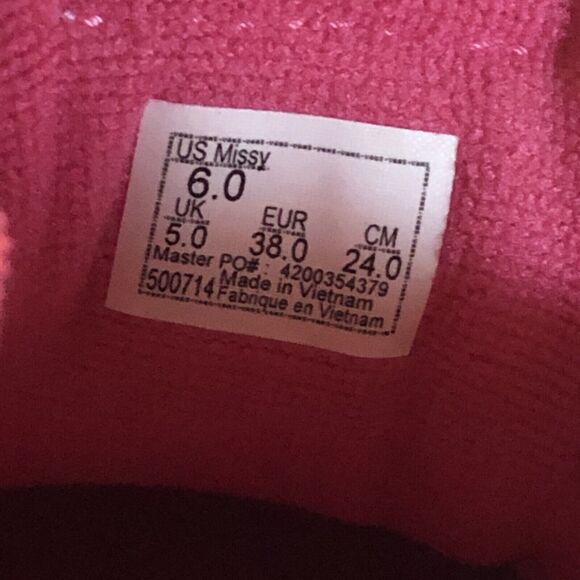 US Missy
6.0
UK EUR CM
5.0 38.0 24.0
Master PO# : 4200354379
500714 Made in Vietnam
Fabrique en Vietnam